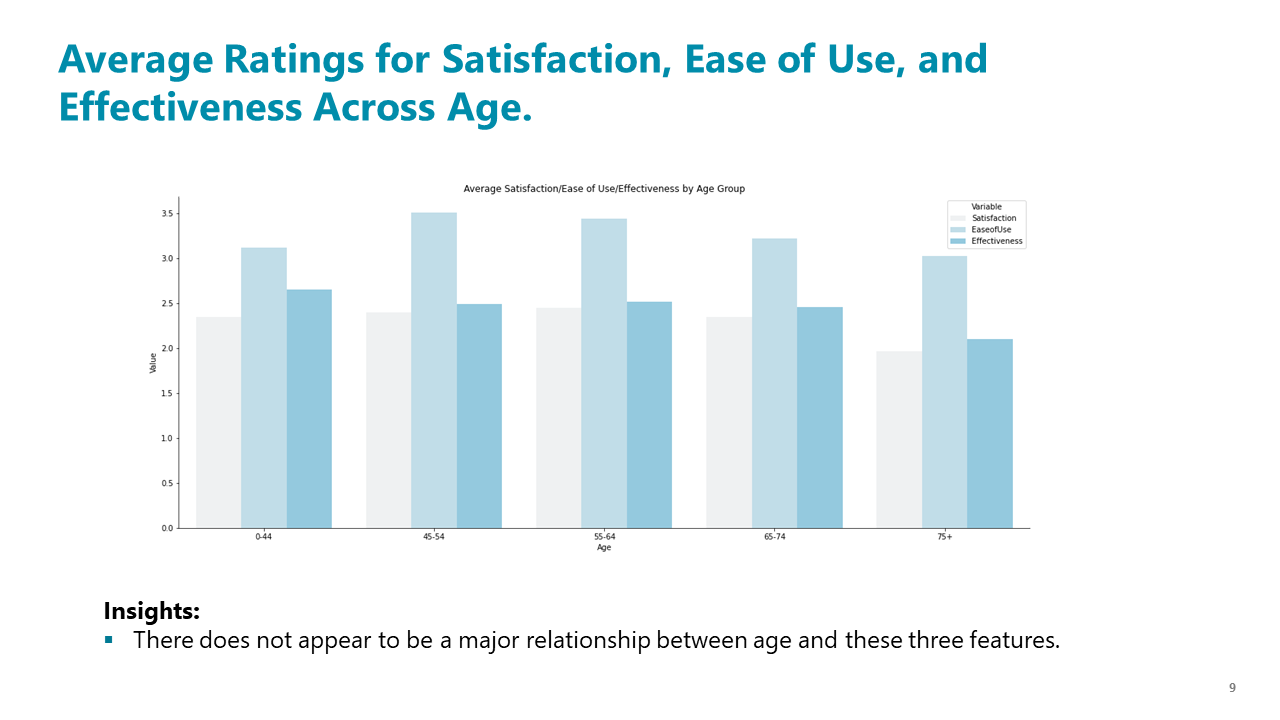 Average Ratings for Satisfaction, Ease of Use, and
Effectiveness Across Age.
Average Satisfaction/Ease of Use/Effectiveness by Age Group
Variable
Satisfaction
EaseofUse
Effectiveness
Value
3.5
3.0
2.5
2.0
1.5
1.0
0.5
0.0
0-44
45-54
55-64
65-74
75+
Age
Insights:
▪ There does not appear to be a major relationship between age and these three features.
9